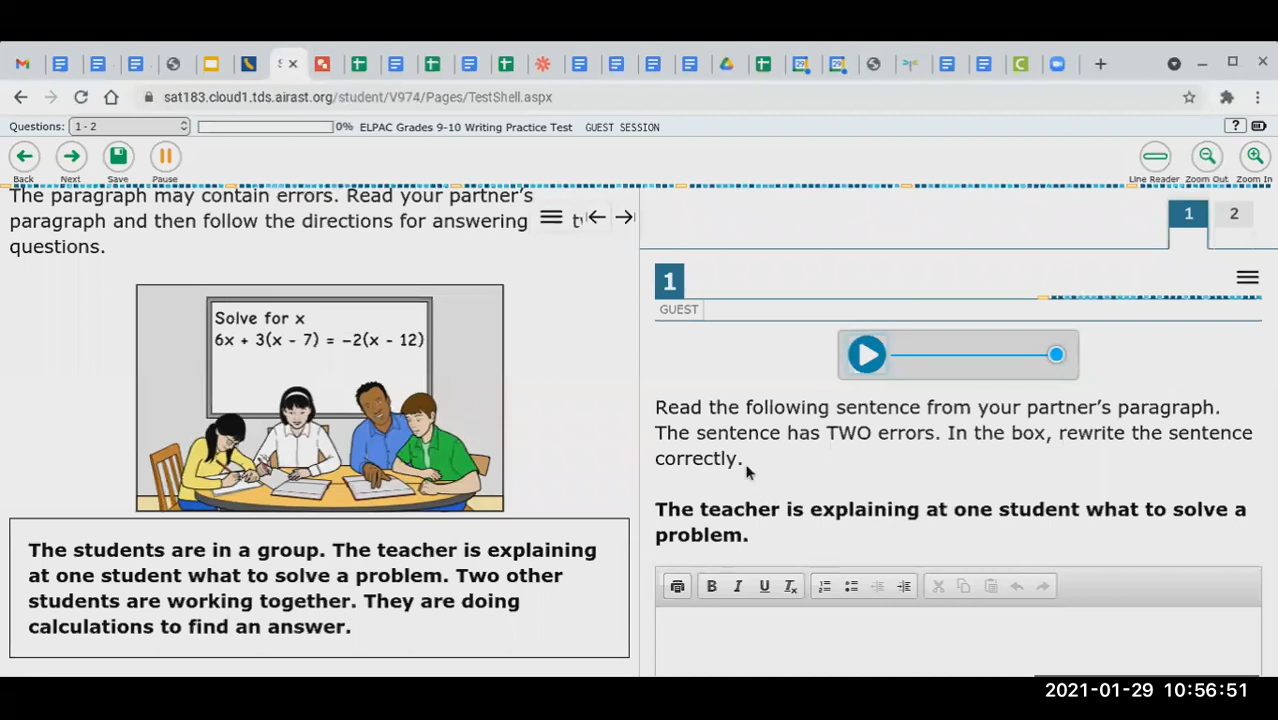 S
sat183.cloud1.tds.airast.org/student/V974/Pages/TestShell.aspx
Questions: 1 - 2 0% ELPAC Grades 9-10 Writing Practice Test GUEST SESSION ?
Back Next Save Pause Line Reader Zoom Out Zoom In
The paragraph may contain errors. Read your partner's
paragraph and then follow the directions for answering
questions.
Solve for x
6x + 3(x - 7) = −2(x - 12)
The students are in a group. The teacher is explaining
at one student what to solve a problem. Two other
students are working together. They are doing
calculations to find an answer.
1 2
1
GUEST
Read the following sentence from your partner's paragraph.
The sentence has TWO errors. In the box, rewrite the sentence
correctly.
The teacher is explaining at one student what to solve a
problem.
B I U Tx
2021-01-29 10:56:51